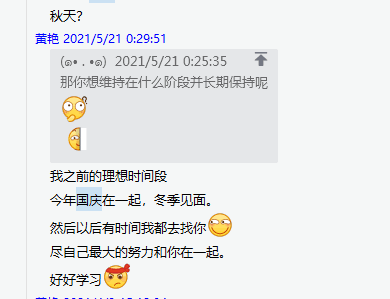 秋天?
黄艳 2021/5/21 0:29:51
(๑• . •๑) 2021/5/21 0:25:35
那你想维持在什么阶段并长期保持呢
我之前的理想时间段
今年国庆在一起，冬季见面。
然后以后有时间我都去找你
尽自己最大的努力和你在一起。
好好学习